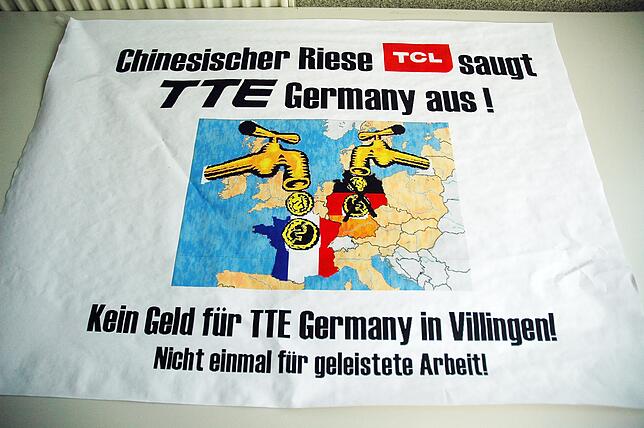 Chinesischer Riese TCL saugt
TTE Germany aus !
Kein Geld für TTE Germany in Villingen!
Nicht einmal für geleistete Arbeit!